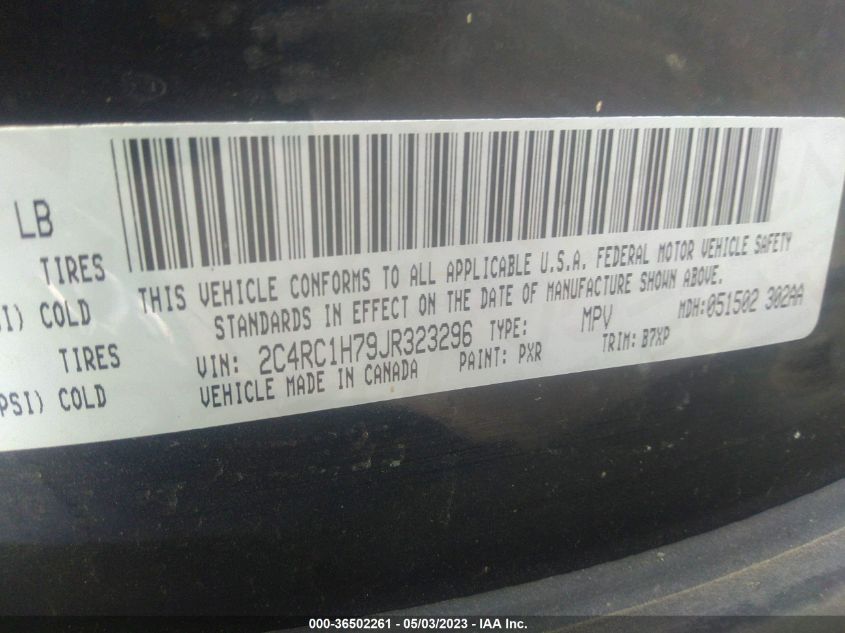 LB
TIRES
I) COLD
TIRES
PSI) COLD
THIS VEHICLE CONFORMS TO ALL APPLICABLE U.S.A. FEDERAL MOTOR VEHICLE SAFETY
STANDARDS IN EFFECT ON THE DATE OF MANUFACTURE SHOWN ABOVE.
VIN: 2C4RC1H79JR323296 TYPE: MPV MDH:051502 302AA
VEHICLE MADE IN CANADA PAINT: PXR TRIM: B7XP
000-36502261 - 05/03/2023 - IAA Inc.